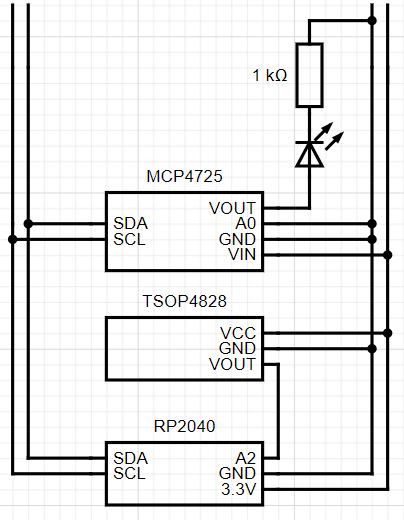 1 kΩ
MCP4725
VOUT
SDA A0
SCL GND
VIN
TSOP4828
VCC
GND
VOUT
RP2040
SDA A2
SCL GND
3.3V